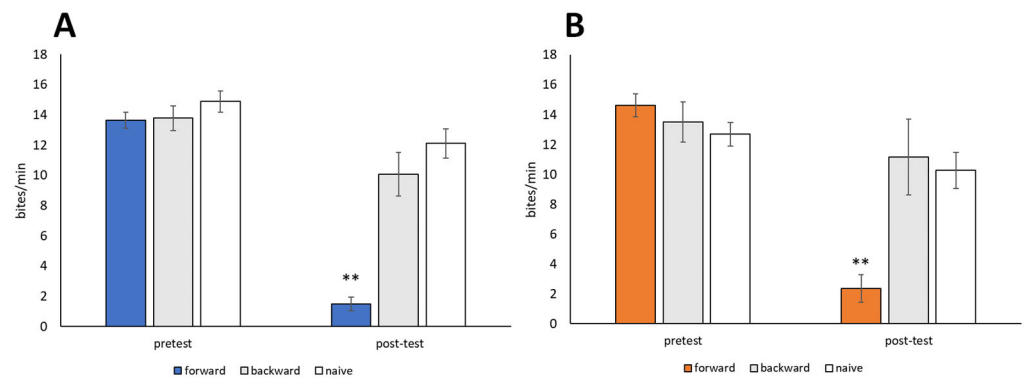 A
18
16
14
12
10
8
6
4
2
0
bites/min
**
pretest
post-test
forward backward naive
B
18
16
14
12
10
8
6
4
2
0
bites/min
**
pretest
post-test
forward backward naive